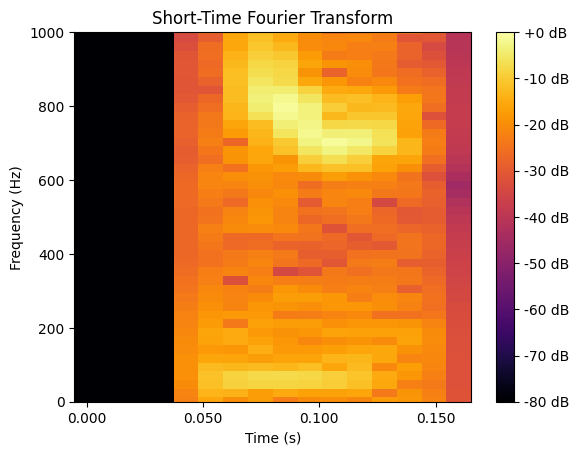 Short-Time Fourier Transform
1000
800
600
400
200
0
Frequency (Hz)
0.000
0.050
0.100
0.150
Time (s)
+0 dB
-10 dB
-20 dB
-30 dB
-40 dB
-50 dB
-60 dB
-70 dB
-80 dB